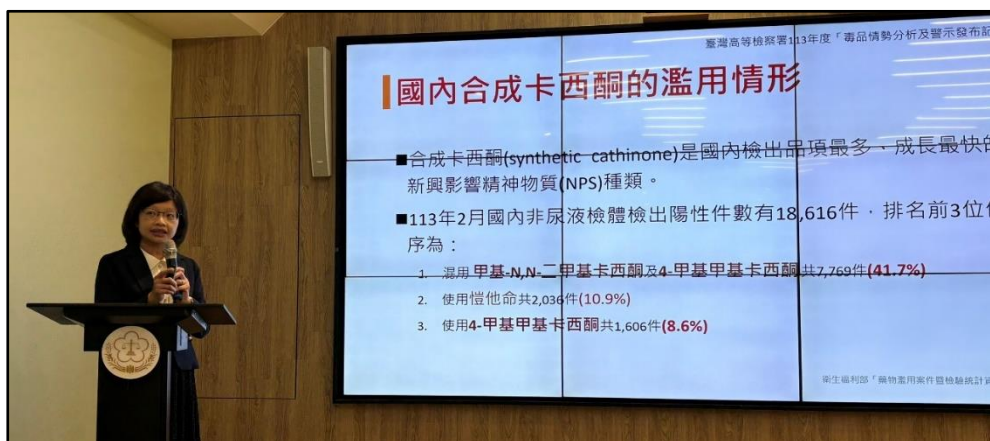 臺灣高等檢察署113年度「毒品情勢分析及警示發布記
國內合成卡西酮的濫用情形
■合成卡西酮(synthetic cathinone)是國內檢出品項最多、成長最快的
新興影響精神物質(NPS)種類。
■113年2月國內非尿液檢體檢出陽性件數有18,616件，排名前3位依
序為：
1. 混用甲基-N,N-二甲基卡西酮及4-甲基甲基卡西酮共7,769件(41.7%)
2. 使用愷他命共2,036件(10.9%)
3. 使用4-甲基甲基卡西酮共1,606件(8.6%)
衛生福利部「藥物濫用案件暨檢驗統計資